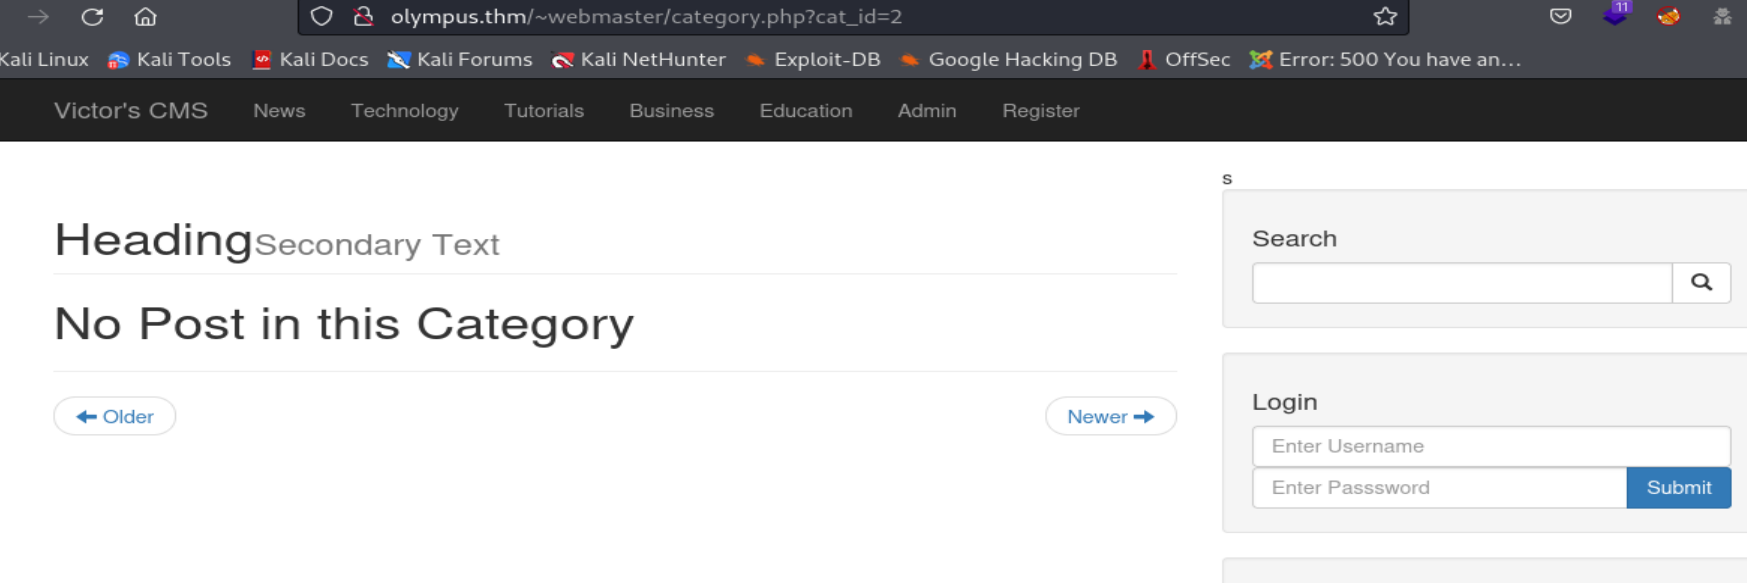 olympus.thm/~webmaster/category.php?cat_id=2
11
Kali Linux Kali Tools Kali Docs Kali Forums Kali NetHunter Exploit-DB Google Hacking DB OffSec Error: 500 You have an...
Victor's CMS News Technology Tutorials Business Education Admin Register
s
Search
HeadingSecondary Text
No Post in this Category
Older
Newer
Login
Enter Username
Enter Passsword Submit